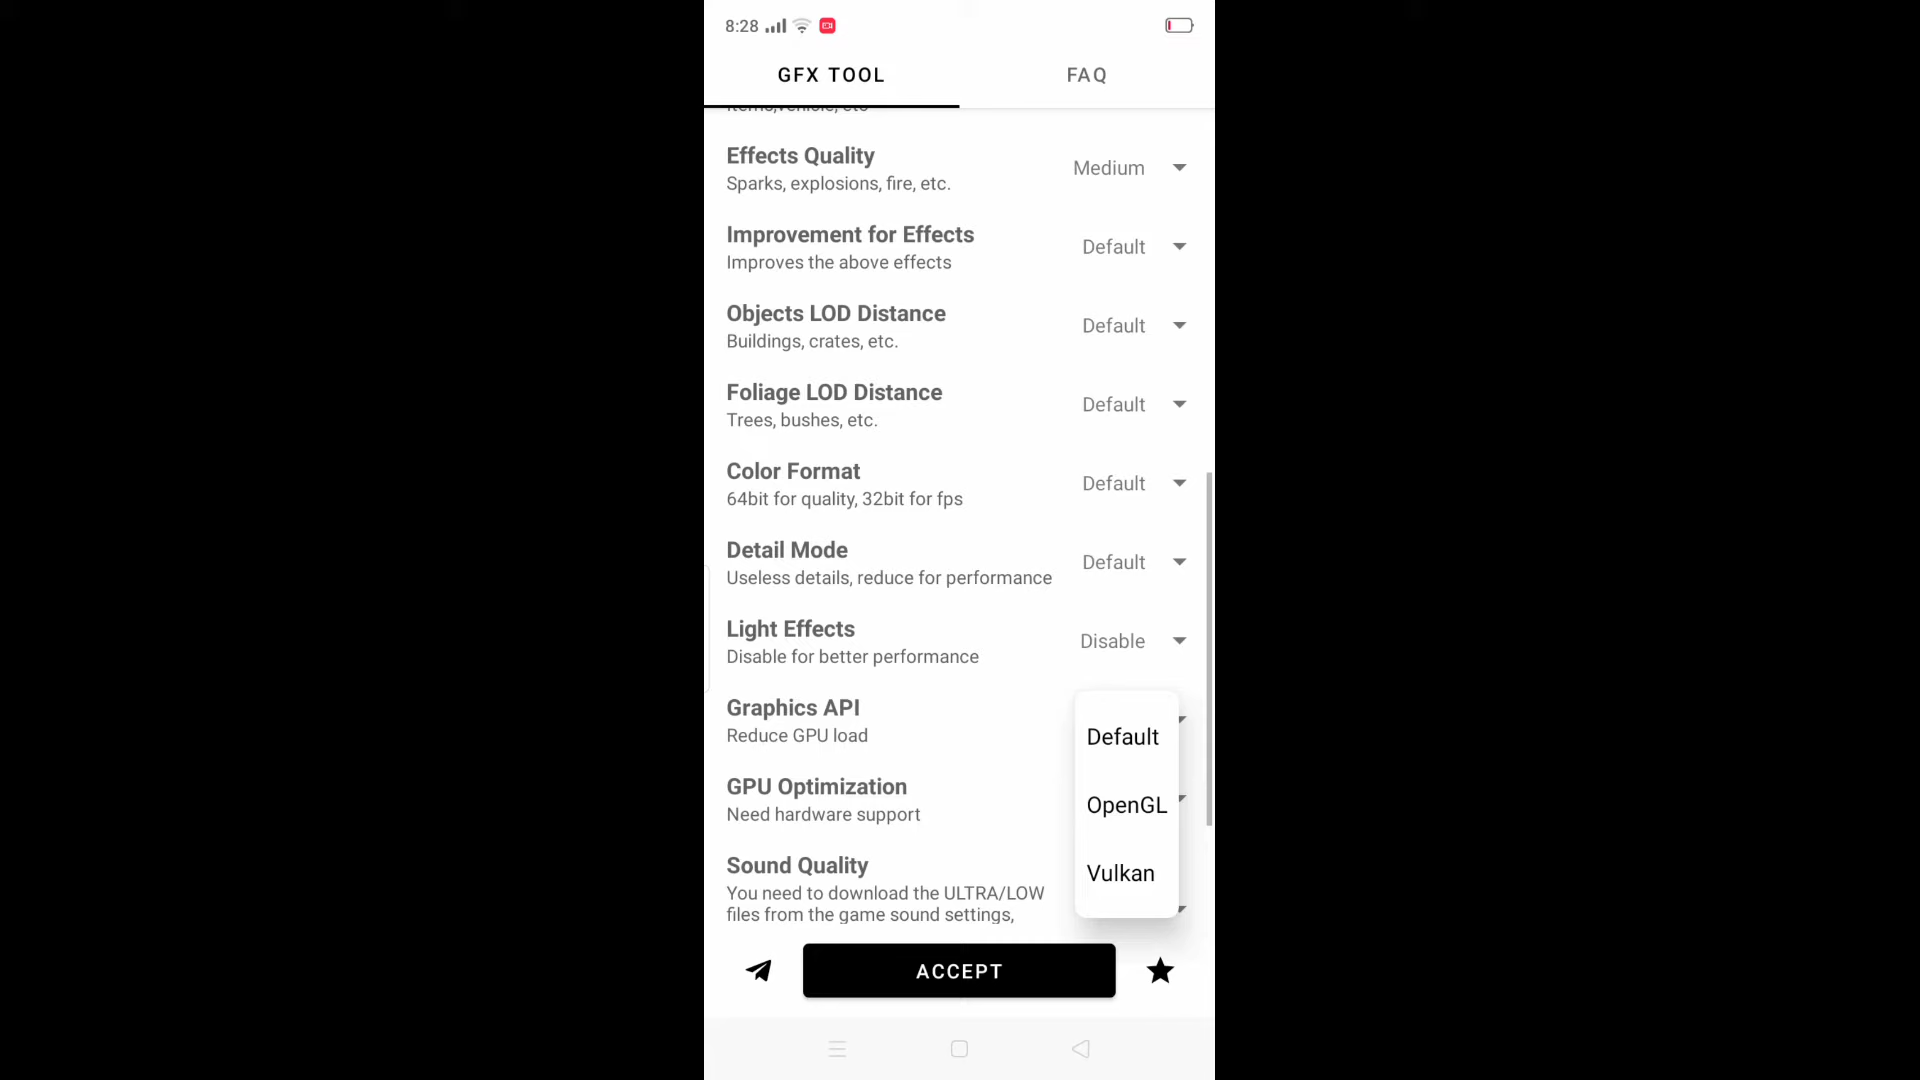 8:28
GFX TOOL
FAQ
items,vehicle, etc
Effects Quality
Sparks, explosions, fire, etc.
Medium
Improvement for Effects
Improves the above effects
Default
Objects LOD Distance
Buildings, crates, etc.
Default
Foliage LOD Distance
Trees, bushes, etc.
Default
Color Format
64bit for quality, 32bit for fps
Default
Detail Mode
Useless details, reduce for performance
Default
Light Effects
Disable for better performance
Disable
Graphics API
Reduce GPU load
Default
OpenGL
Vulkan
GPU Optimization
Need hardware support
Sound Quality
You need to download the ULTRA/LOW
files from the game sound settings,
ACCEPT